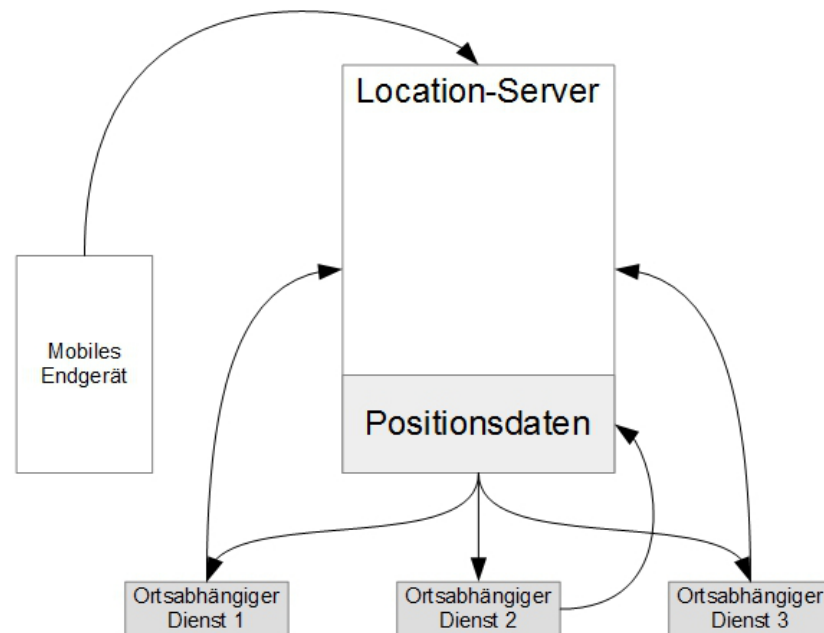 Location-Server
Mobiles
Endgerät
Positionsdaten
Ortsabhängiger
Dienst 1
Ortsabhängiger
Dienst 2
Ortsabhängiger
Dienst 3